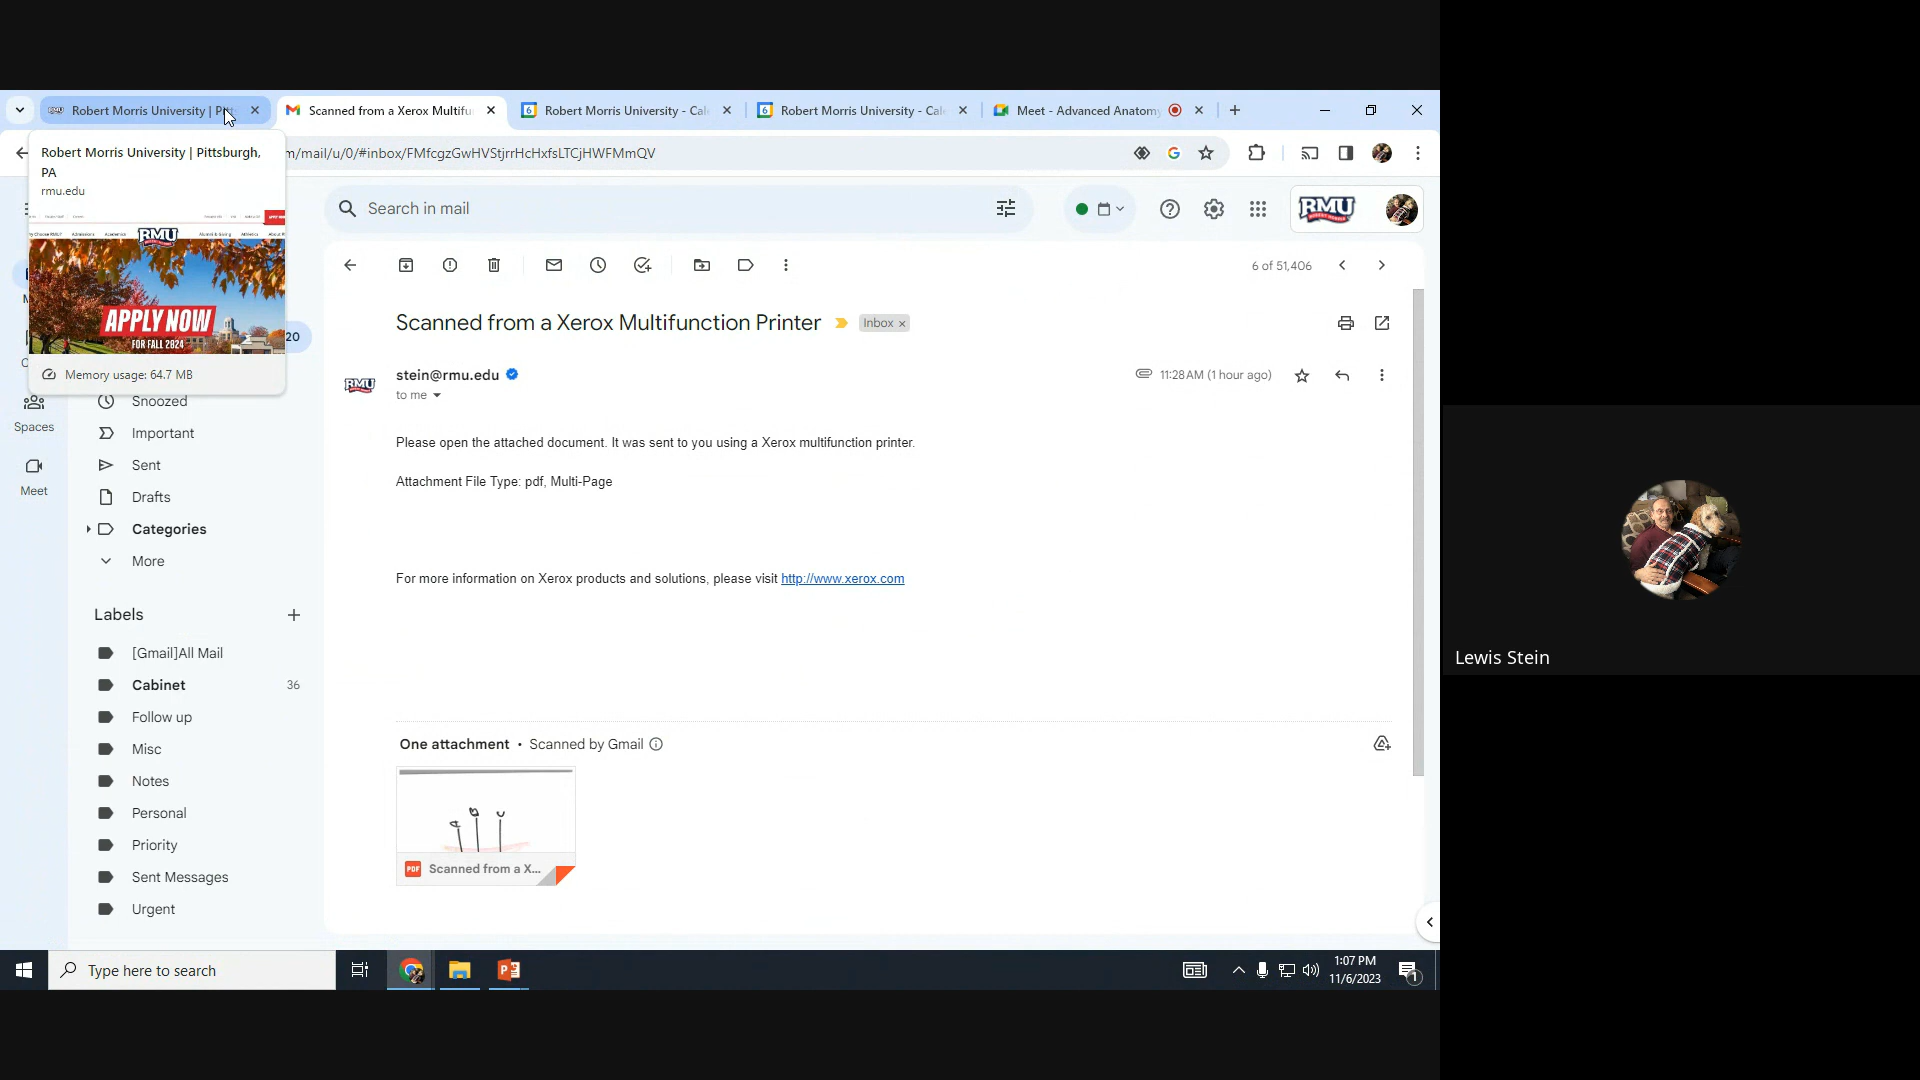 Robert Morris University | Pitt
Scanned from a Xerox Multifu
Robert Morris University - Cal
Robert Morris University - Cal
Meet - Advanced Anatomy
m/mail/u/0/#inbox/FMfcgzGwHVStjrrHcHxfsLTCjHWFMmQV
Robert Morris University | Pittsburgh,
PA
rmu.edu
RMU
APPLY NOW
FOR FALL 2024
Memory usage: 64.7 MB
Search in mail
RMU
6 of 51,406
20
Snoozed
Spaces
Important
Sent
Meet
Drafts
Categories
More
Labels
[Gmail]All Mail
Cabinet 36
Follow up
Misc
Notes
Personal
Priority
Sent Messages
Urgent
Scanned from a Xerox Multifunction Printer
Inbox x
RMU
stein@rmu.edu
11:28 AM (1 hour ago)
to me
Please open the attached document. It was sent to you using a Xerox multifunction printer.
Attachment File Type: pdf, Multi-Page
For more information on Xerox products and solutions, please visit http://www.xerox.com
One attachment • Scanned by Gmail
A B C
PDF Scanned from a X...
Lewis Stein
Type here to search
1:07 PM
11/6/2023
1